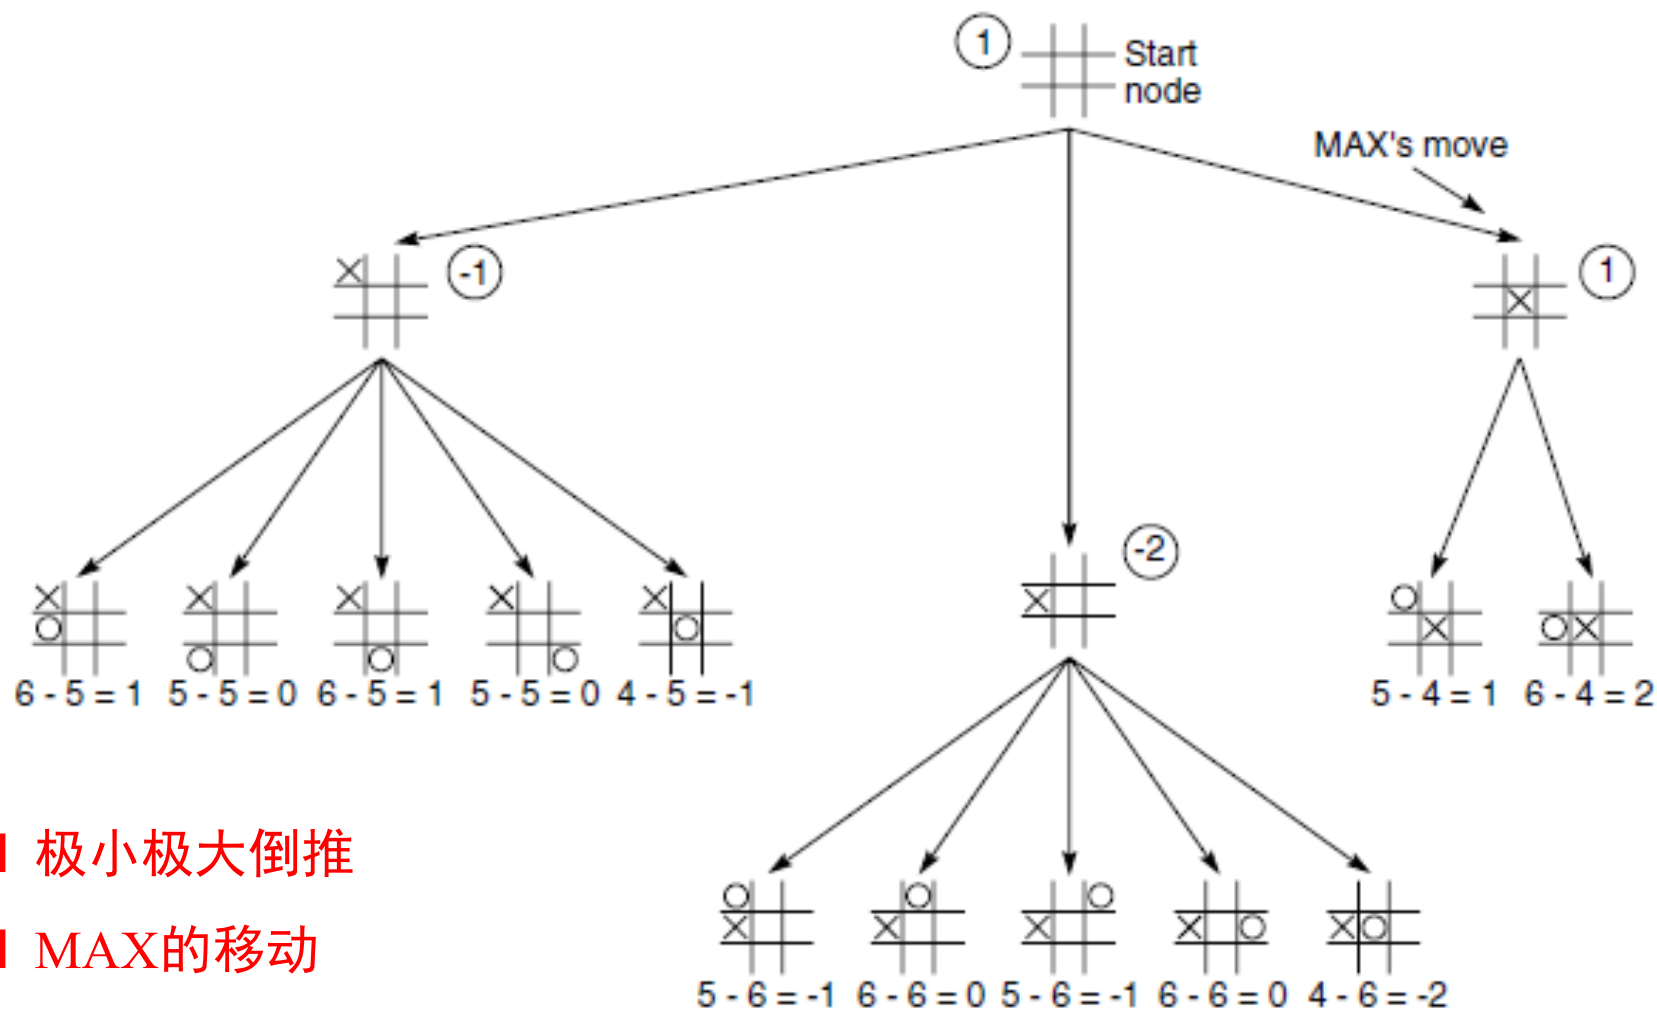 1
Start
node
MAX's move
-1
1
-2
6 - 5 = 1 5 - 5 = 0 6 - 5 = 1 5 - 5 = 0 4 - 5 = -1
5 - 4 = 1 6 - 4 = 2
极小极大倒推
MAX的移动
5 - 6 = -1 6 - 6 = 0 5 - 6 = -1 6 - 6 = 0 4 - 6 = -2